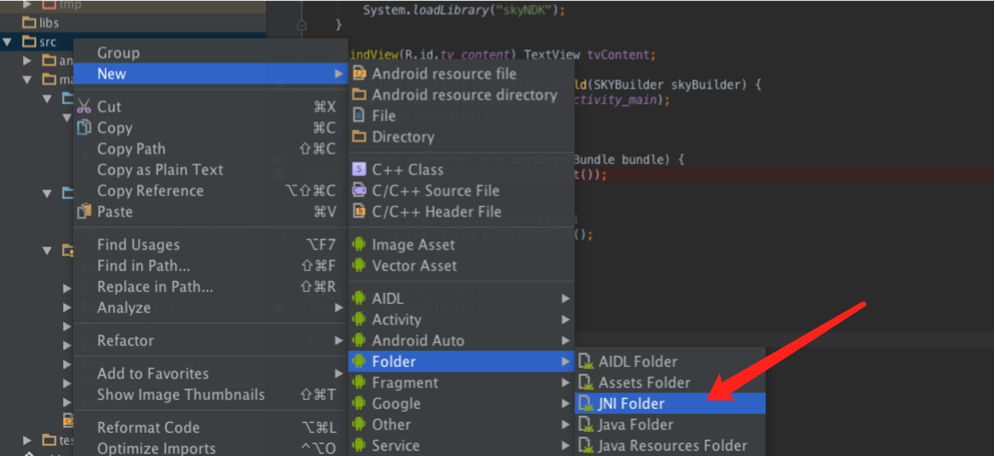 tmp
libs
src
an
ma
tes
System.loadLibrary("skyNDK");
}
indView(R.id.tv_content) TextView tvContent;
ld(SKYBuilder skyBuilder) {
ctivity_main);
Bundle bundle) {
t());
();
Group
New
Cut ⌘X
Copy ⌘C
Copy Path ⇧⌘C
Copy as Plain Text
Copy Reference ⌥⇧⌘C
Paste ⌘V
Find Usages ⌥F7
Find in Path... ⇧⌘F
Replace in Path... ⇧⌘R
Analyze
Refactor
Add to Favorites
Show Image Thumbnails ⇧⌘T
Reformat Code ⌥⌘L
Optimize Imports ^⌥O
Android resource file
Android resource directory
File
Directory
C++ Class
C/C++ Source File
C/C++ Header File
Image Asset
Vector Asset
AIDL
Activity
Android Auto
Folder
Fragment
Google
Other
Service
AIDL Folder
Assets Folder
JNI Folder
Java Folder
Java Resources Folder